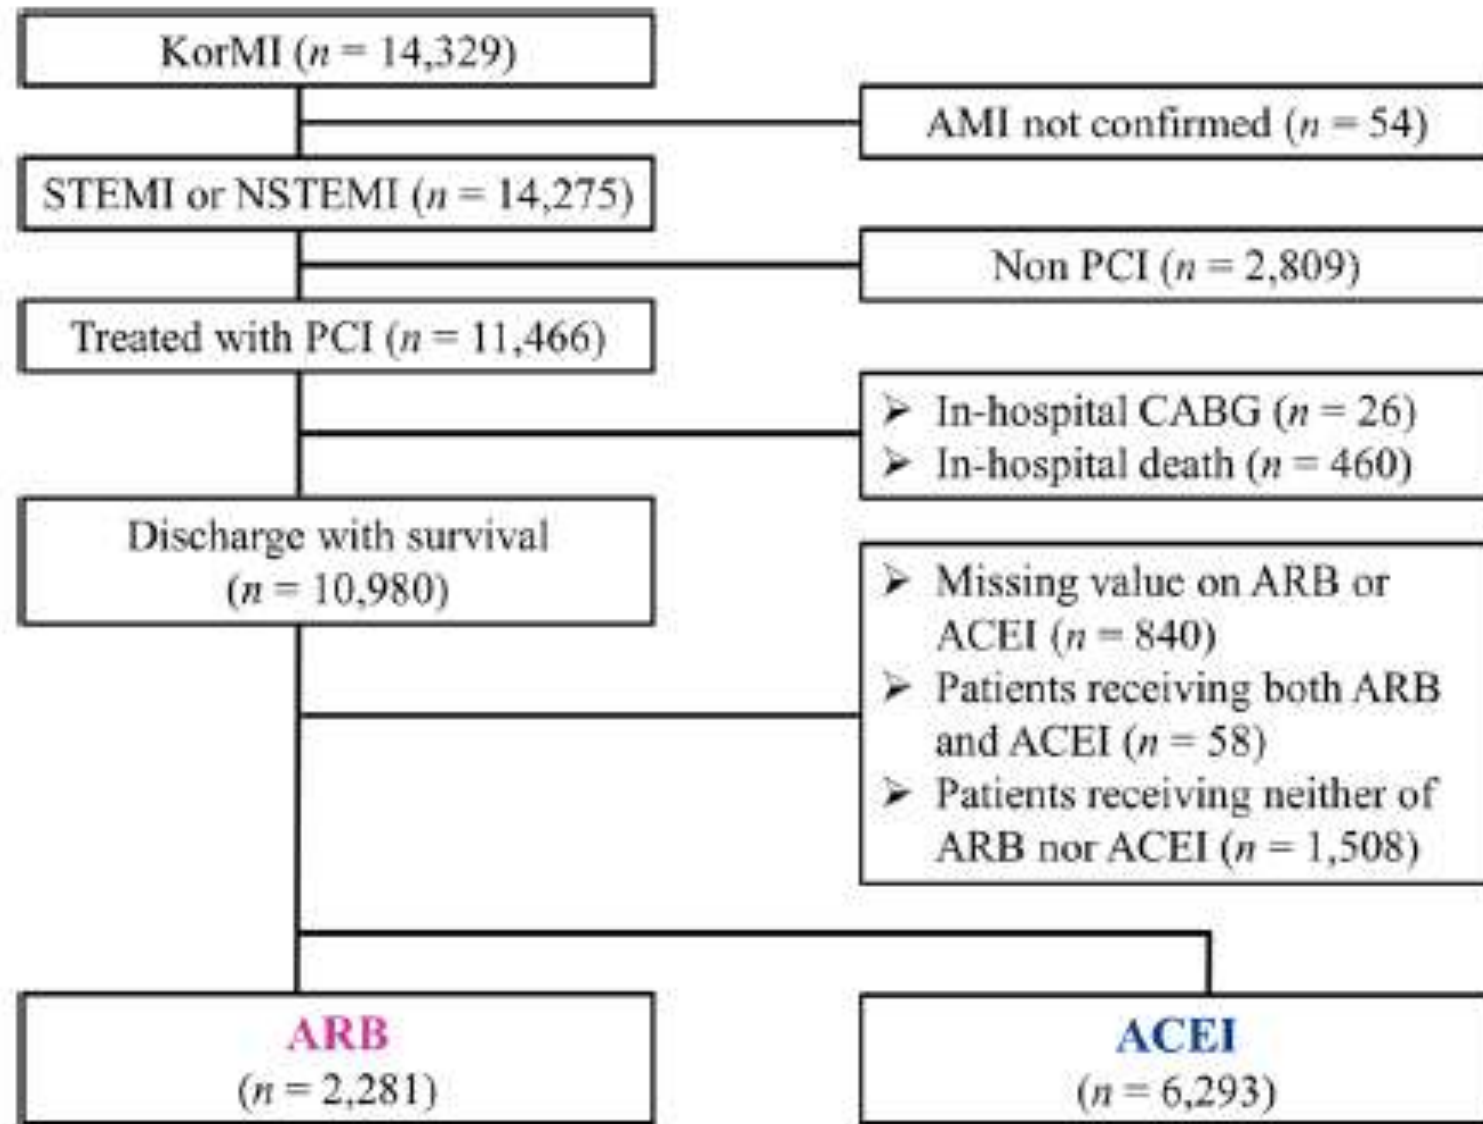 KorMI (n = 14,329)
AMI not confirmed (n = 54)
STEMI or NSTEMI (n = 14,275)
Non PCI (n = 2,809)
Treated with PCI (n = 11,466)
➢ In-hospital CABG (n = 26)
➢ In-hospital death (n = 460)
Discharge with survival
(n = 10,980)
➢ Missing value on ARB or
ACEI (n = 840)
➢ Patients receiving both ARB
and ACEI (n = 58)
➢ Patients receiving neither of
ARB nor ACEI (n = 1,508)
ARB
(n = 2,281)
ACEI
(n = 6,293)